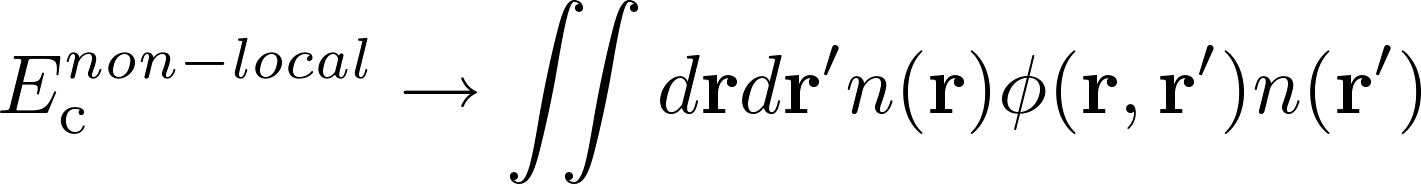 E_c^{non-local} ⟶ ∬ d𝐫d𝐫′n(𝐫)ϕ(𝐫, 𝐫′)n(𝐫′)